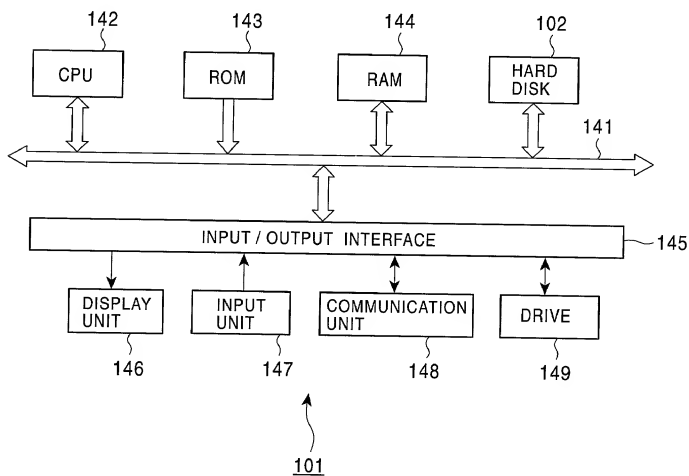 142
143
144
102
CPU
ROM
RAM
HARD
DISK
141
INPUT / OUTPUT INTERFACE
145
DISPLAY
UNIT
INPUT
UNIT
COMMUNICATION
UNIT
DRIVE
146
147
148
149
101